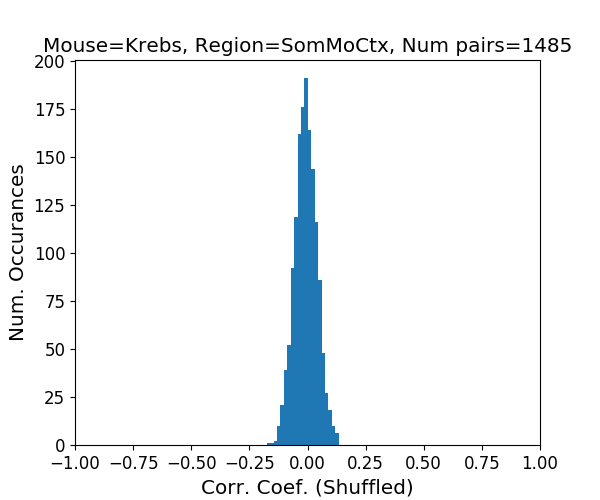 Mouse=Krebs, Region=SomMoCtx, Num pairs=1485
200
175
150
125
100
75
50
25
0
Num. Occurances
−1.00 −0.75 −0.50 −0.25 0.00 0.25 0.50 0.75 1.00
Corr. Coef. (Shuffled)